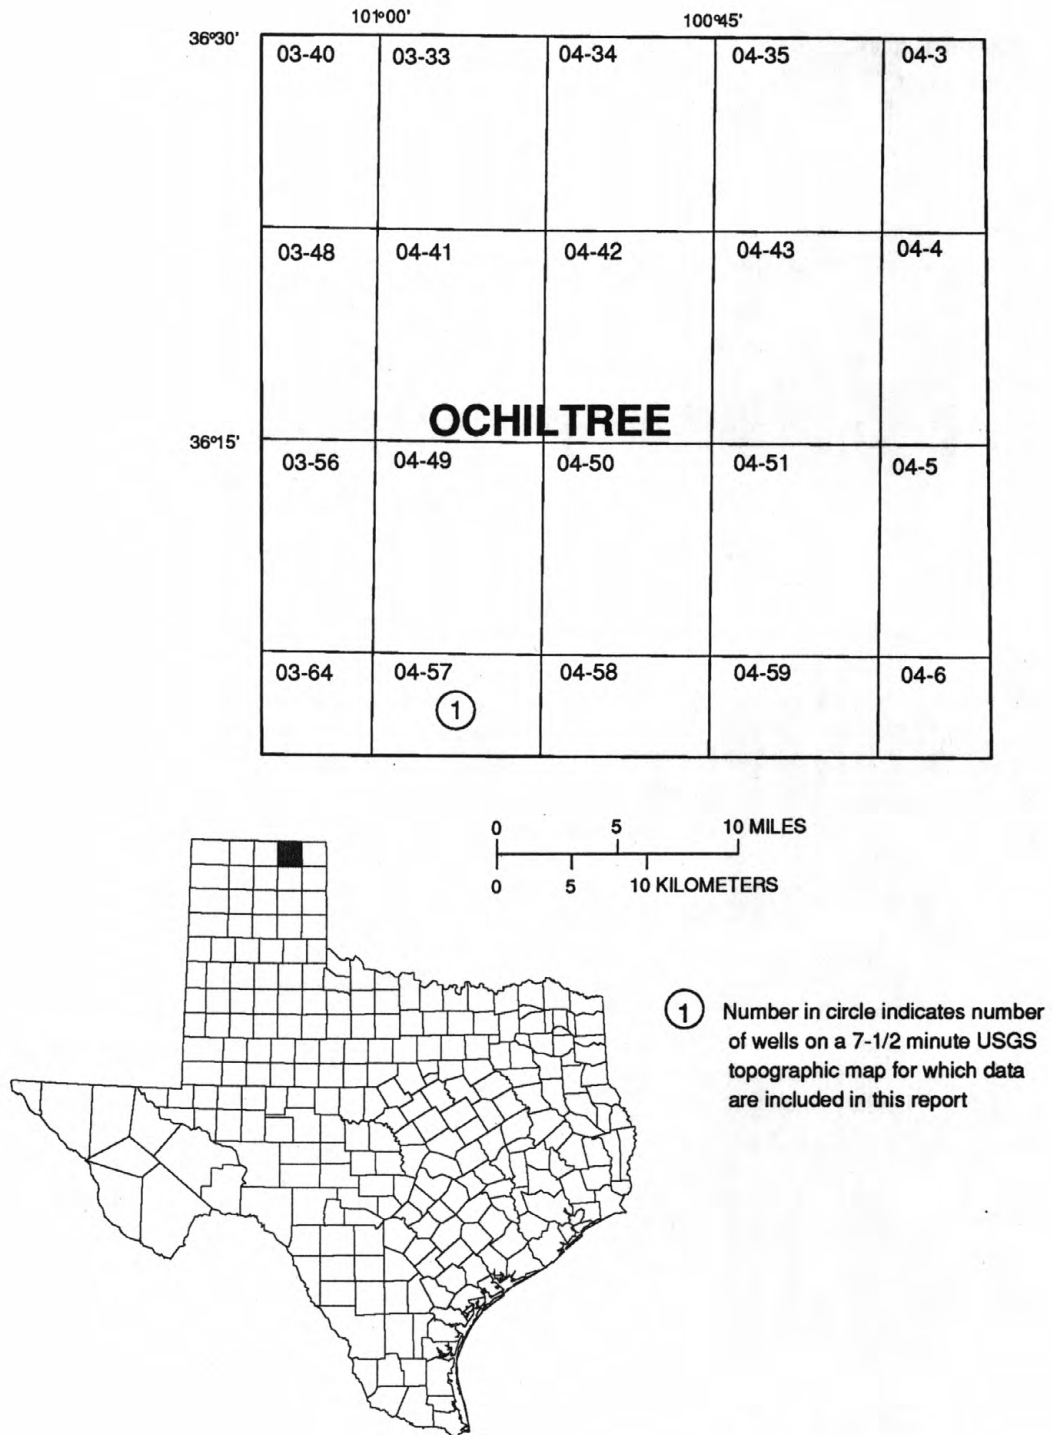 101°00' 100°45'
36°30'
03-40 03-33 04-34 04-35 04-3
03-48 04-41 04-42 04-43 04-4
OCHILTREE
36°15'
03-56 04-49 04-50 04-51 04-5
03-64 04-57 04-58 04-59 04-6
1
0 5 10 MILES
0 5 10 KILOMETERS
1 Number in circle indicates number
of wells on a 7-1/2 minute USGS
topographic map for which data
are included in this report